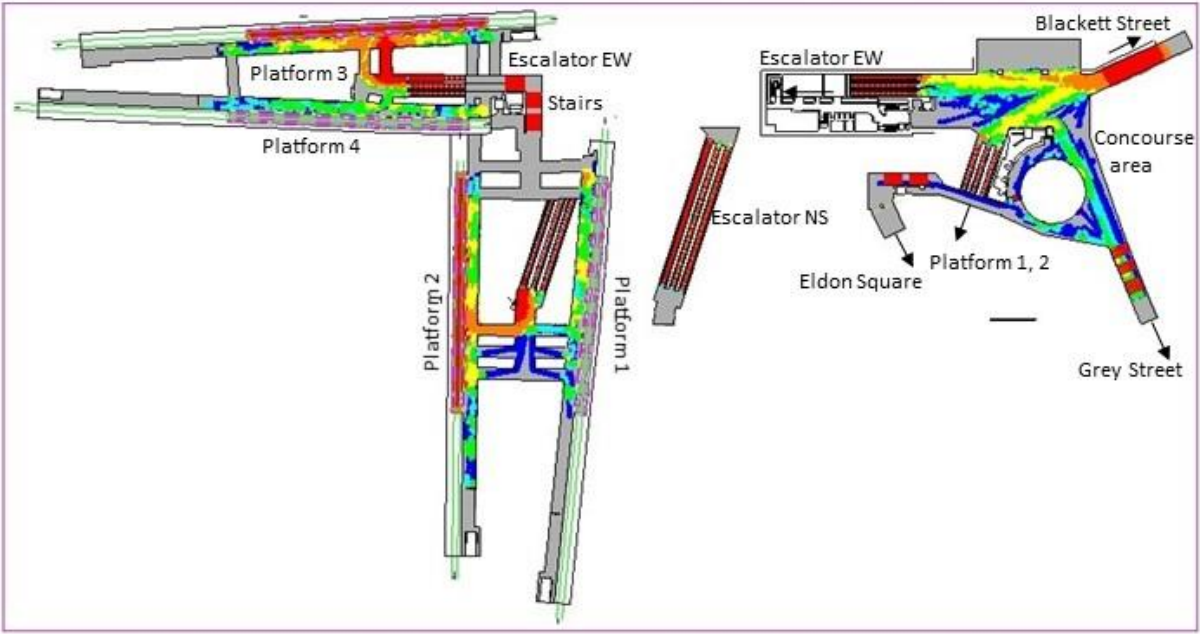 Blackett Street
Escalator EW
Escalator EW
Platform 3
Stairs
Concourse
area
Platform 4
Escalator NS
Platform 1, 2
Eldon Square
Platform 2
Platform 1
Grey Street